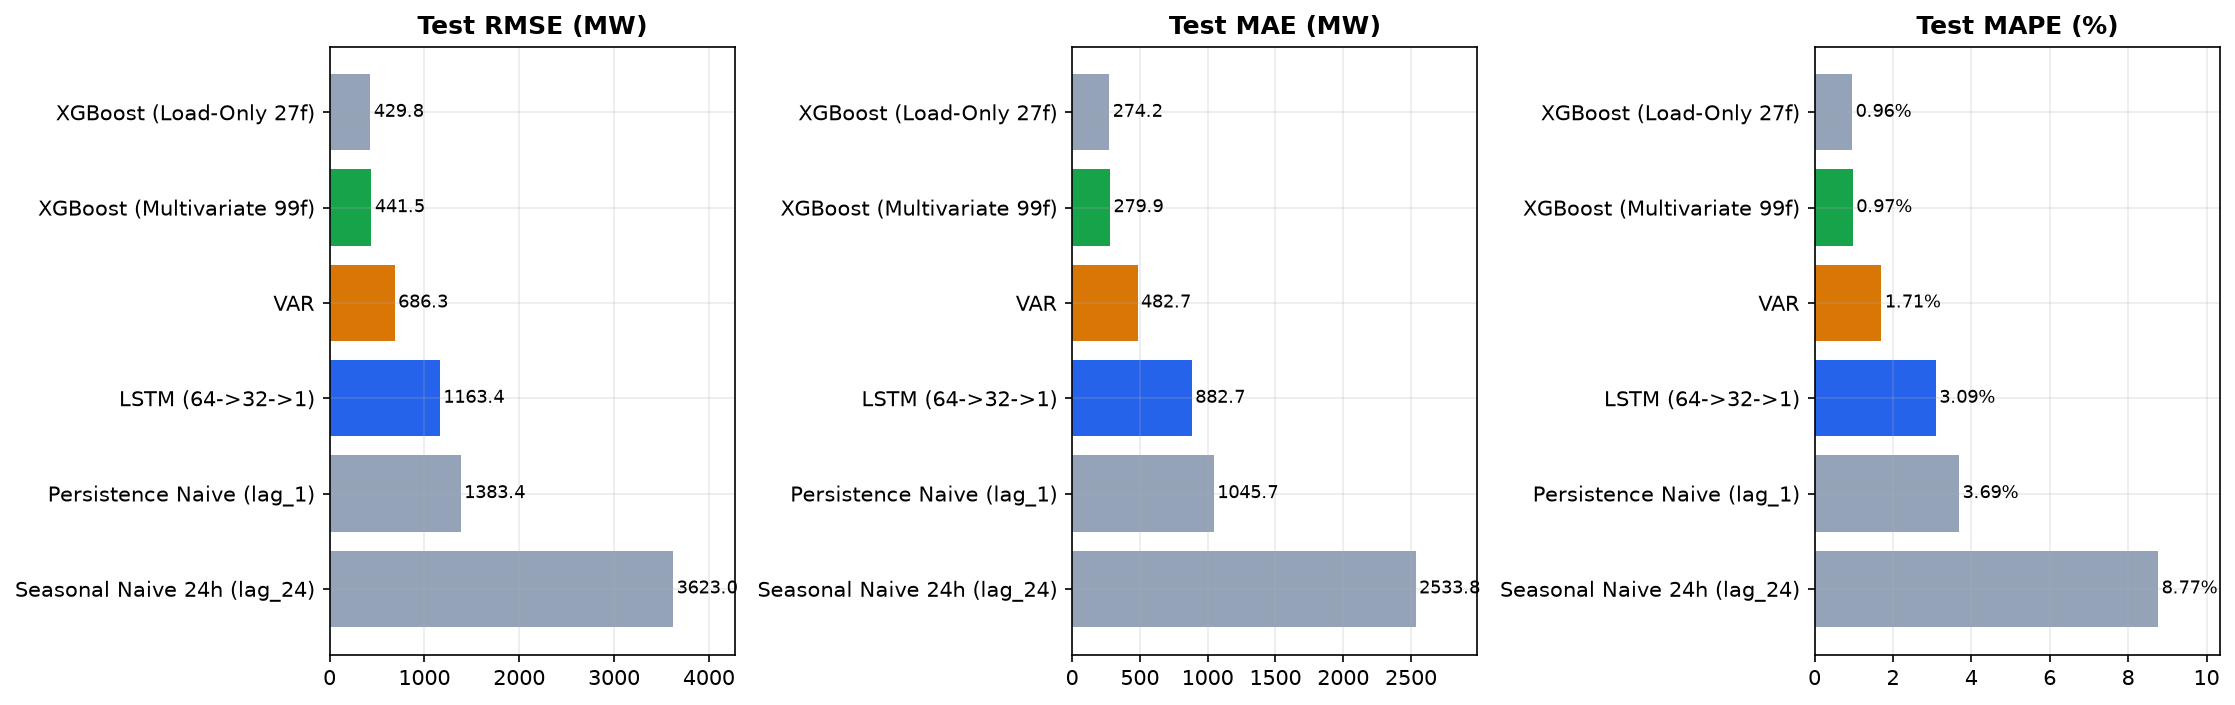 Test RMSE (MW)
XGBoost (Load-Only 27f)
429.8
XGBoost (Multivariate 99f)
441.5
VAR
686.3
LSTM (64->32->1)
1163.4
Persistence Naive (lag_1)
1383.4
Seasonal Naive 24h (lag_24)
3623.0
0 1000 2000 3000 4000
Test MAE (MW)
XGBoost (Load-Only 27f)
274.2
XGBoost (Multivariate 99f)
279.9
VAR
482.7
LSTM (64->32->1)
882.7
Persistence Naive (lag_1)
1045.7
Seasonal Naive 24h (lag_24)
2533.8
0 500 1000 1500 2000 2500
Test MAPE (%)
XGBoost (Load-Only 27f)
0.96%
XGBoost (Multivariate 99f)
0.97%
VAR
1.71%
LSTM (64->32->1)
3.09%
Persistence Naive (lag_1)
3.69%
Seasonal Naive 24h (lag_24)
8.77%
0 2 4 6 8 10